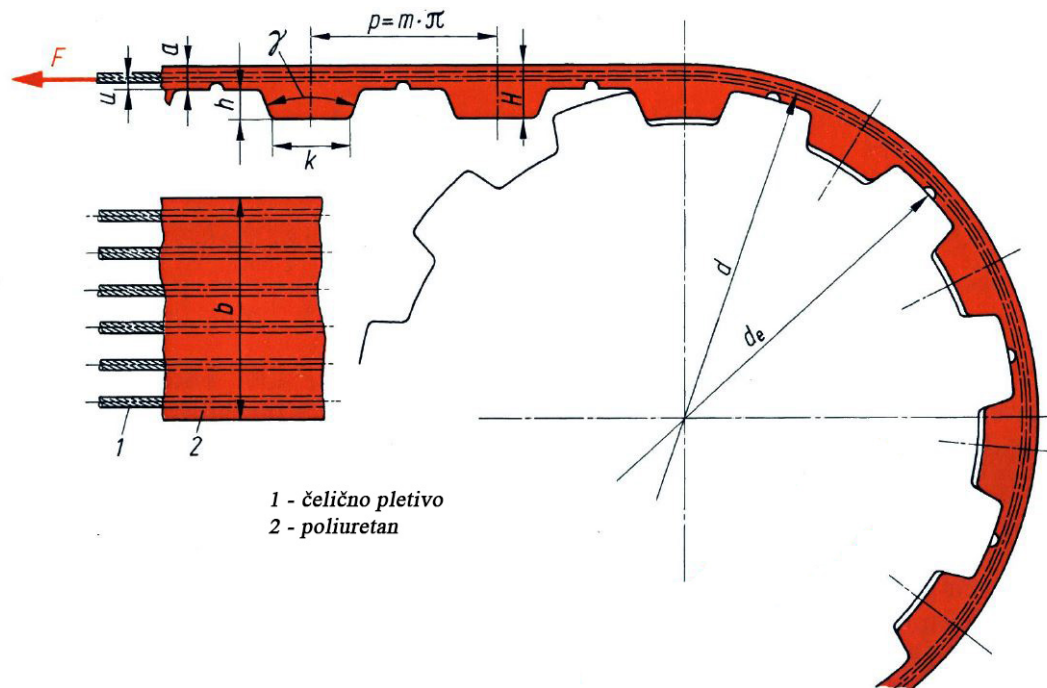 p=m·π
F
a
γ
u
h
H
k
d
b
dₑ
1
2
1 - čelično pletivo
2 - poliuretan